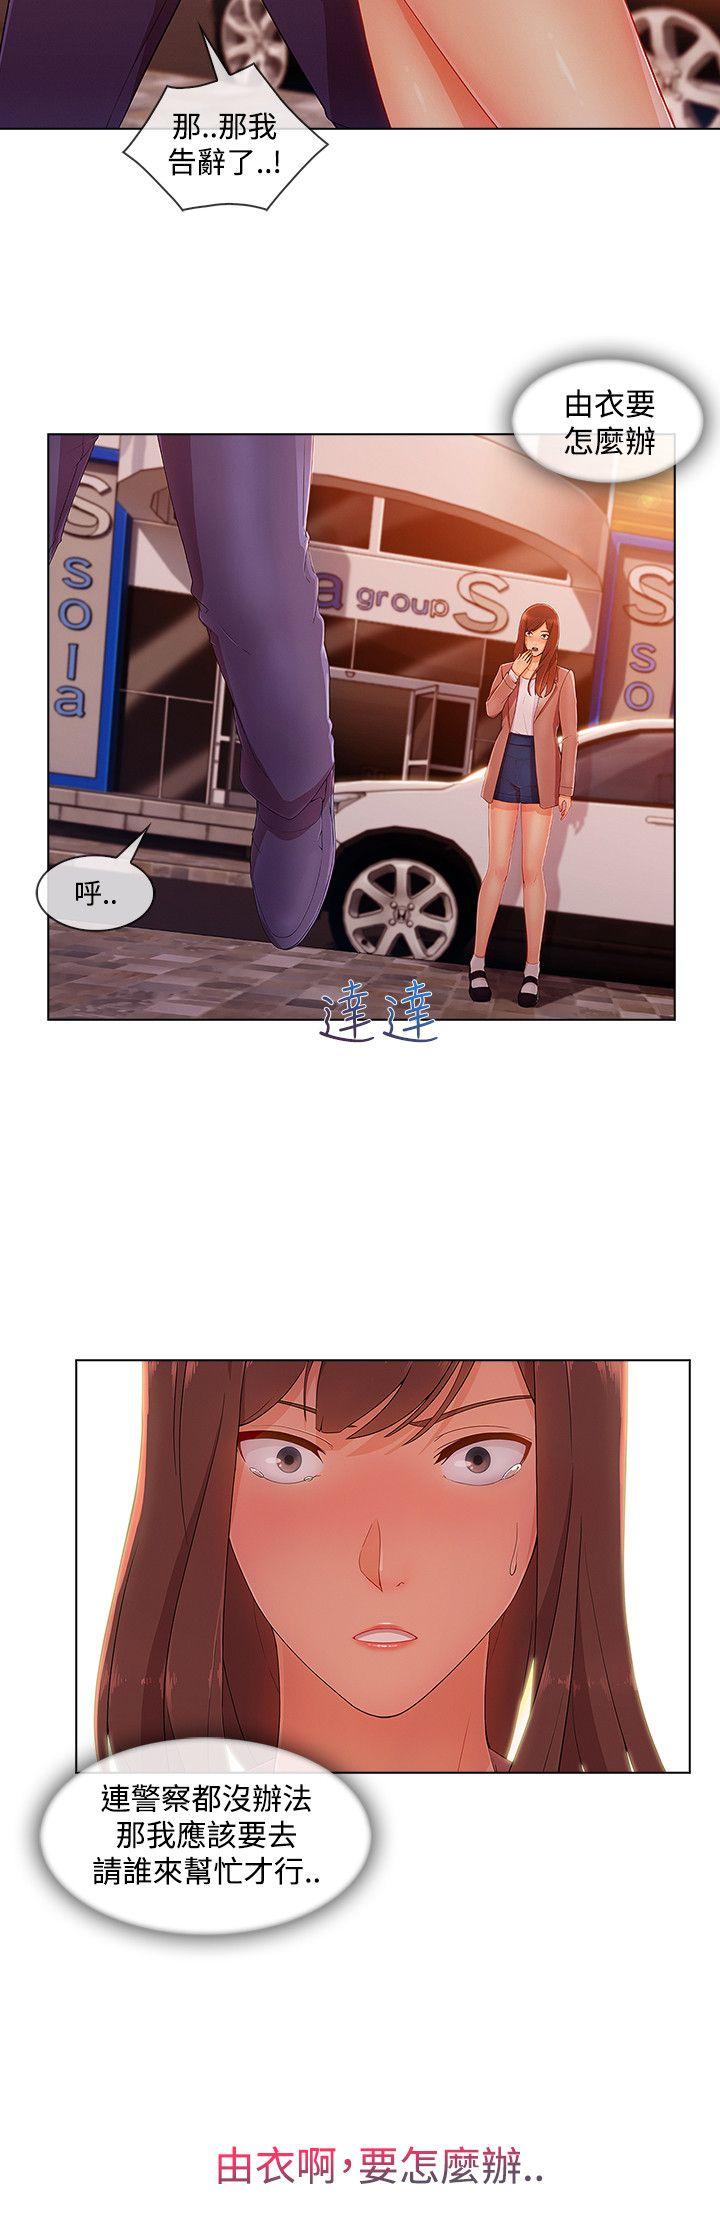 那..那我
告辭了..!
由衣要
怎麼辦
S
sola
a groupS
S
so
呼..
達達
連警察都沒辦法
那我應該要去
請誰來幫忙才行..
由衣啊,要怎麼辦..